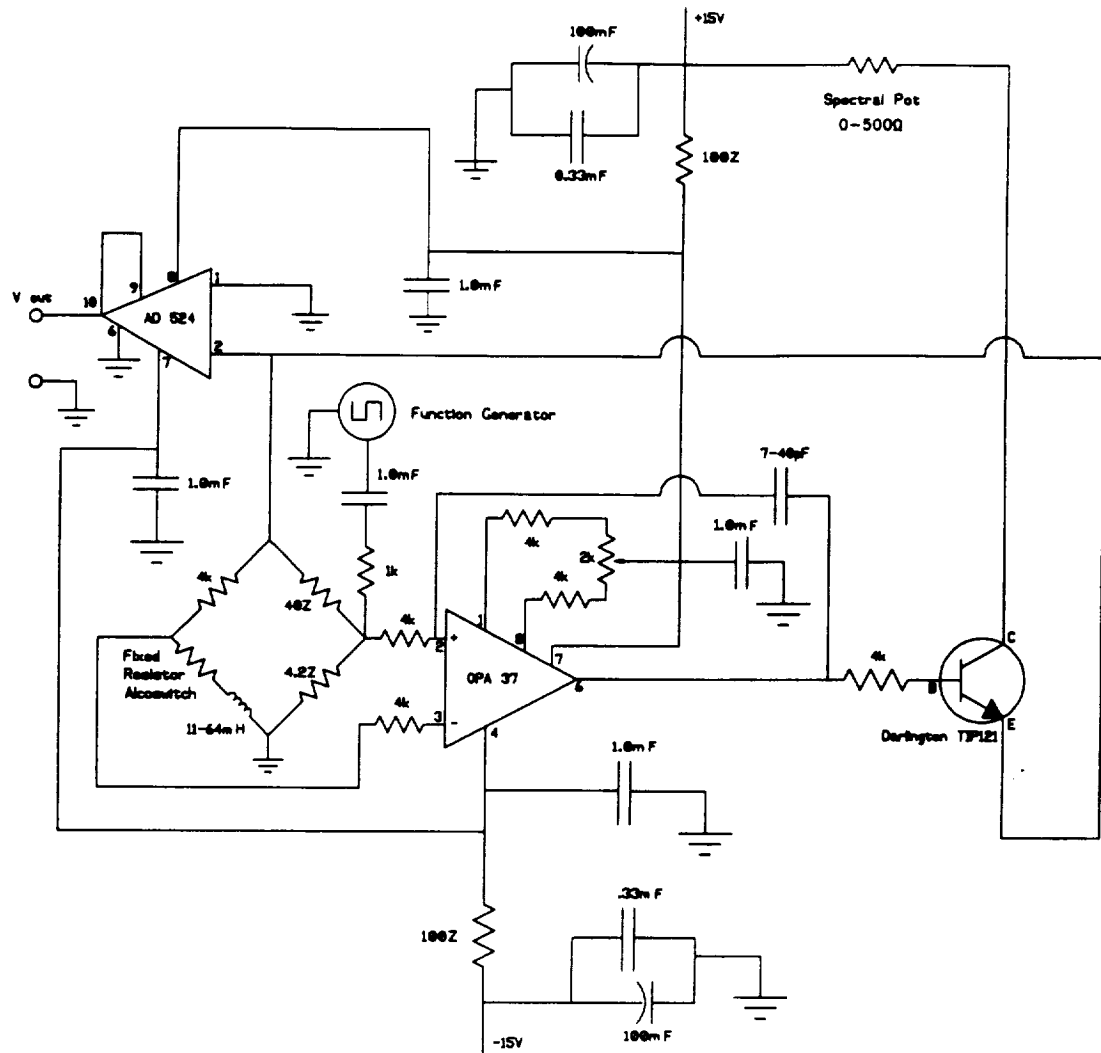 +15V
100mF
Spectral Pot
0-500Ω
100Z
0.33mF
8
1
1.0mF
V out
10
9
AD 524
6
7
2
Function Generator
7-40pF
1.0mF
1.0mF
1.0mF
4k
2k
1k
4k
4k
40Z
4k
1
8
+
2
7
C
Fixed
Resistor
Alcoswitch
4.2Z
4k
OPA 37
6
4k
B
11-64mH
3
-
4
E
Darlington TIP121
1.0mF
.33mF
100Z
100mF
-15V